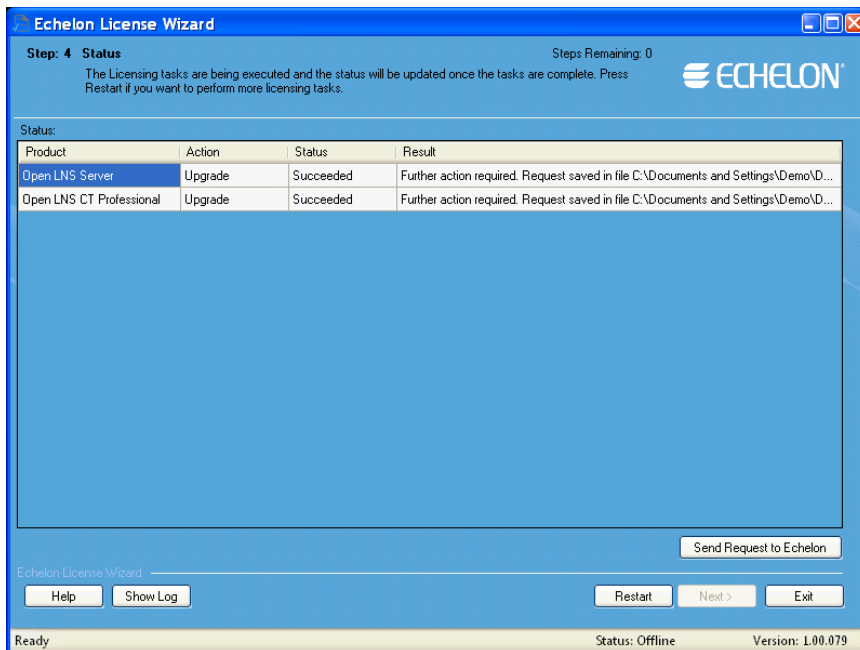 Echelon License Wizard
Step: 4 Status
Steps Remaining: 0
The Licensing tasks are being executed and the status will be updated once the tasks are complete. Press
Restart if you want to perform more licensing tasks.
ECHELON
Status:
Product Action Status Result
Open LNS Server Upgrade Succeeded Further action required. Request saved in file C:\Documents and Settings\Demo\D...
Open LNS CT Professional Upgrade Succeeded Further action required. Request saved in file C:\Documents and Settings\Demo\D...
Send Request to Echelon
Echelon License Wizard
Help Show Log Restart Next > Exit
Ready Status: Offline Version: 1.00.079